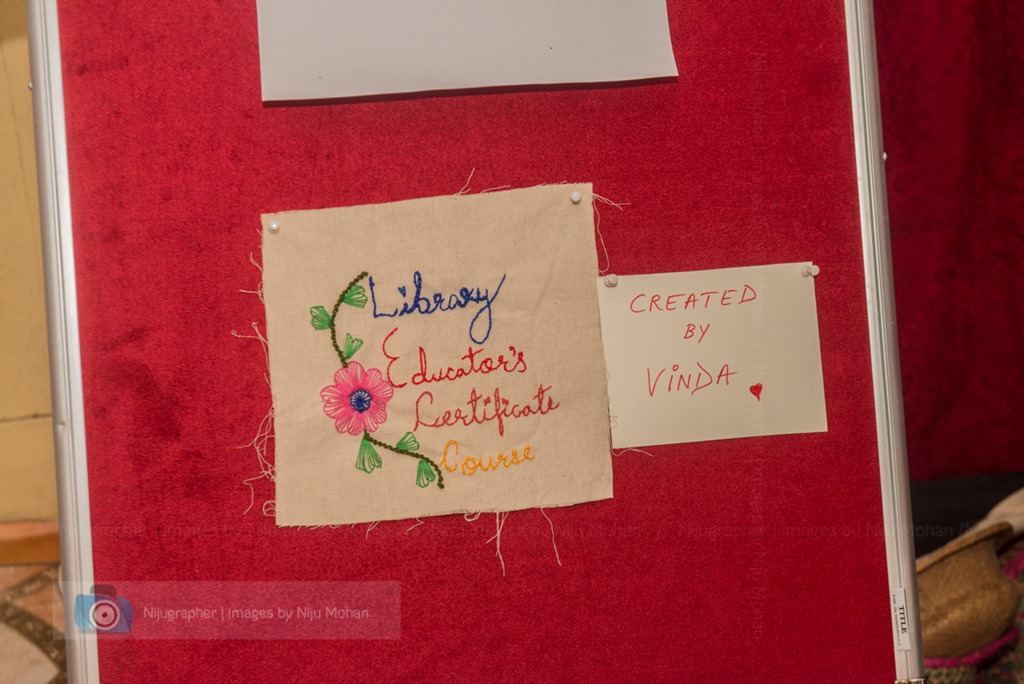 Library
Educator's
Certificate
Course
CREATED
BY
VINDA
Nijugrapher | Images by Niju Mohan
TITLE